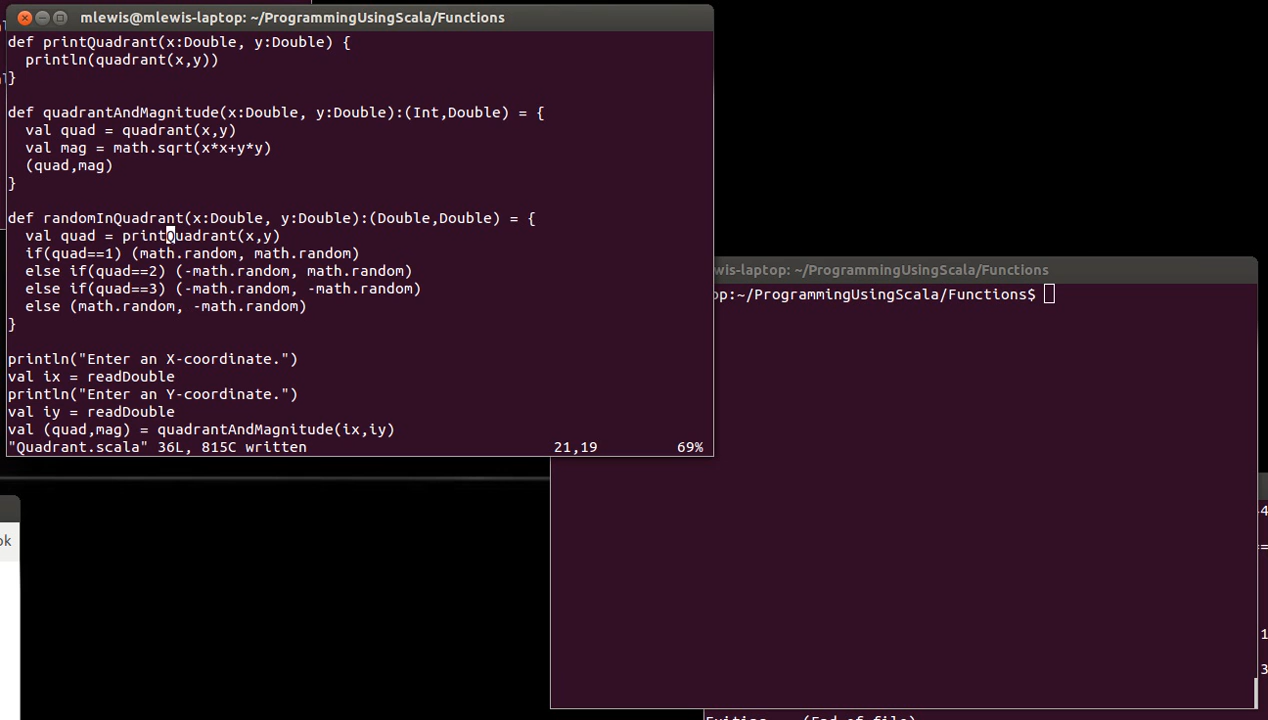 mlewis@mlewis-laptop: ~/ProgrammingUsingScala/Functions
def printQuadrant(x:Double, y:Double) {
  println(quadrant(x,y))
}
def quadrantAndMagnitude(x:Double, y:Double):(Int,Double) = {
  val quad = quadrant(x,y)
  val mag = math.sqrt(x*x+y*y)
  (quad,mag)
}
def randomInQuadrant(x:Double, y:Double):(Double,Double) = {
  val quad = printQuadrant(x,y)
  if(quad==1) (math.random, math.random)
  else if(quad==2) (-math.random, math.random)
  else if(quad==3) (-math.random, -math.random)
  else (math.random, -math.random)
}
println("Enter an X-coordinate.")
val ix = readDouble
println("Enter an Y-coordinate.")
val iy = readDouble
val (quad,mag) = quadrantAndMagnitude(ix,iy)
"Quadrant.scala" 36L, 815C written 21,19 69%
wis-laptop: ~/ProgrammingUsingScala/Functions
op:~/ProgrammingUsingScala/Functions$
ok